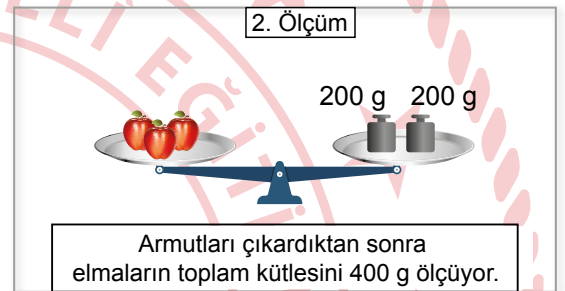 2. Ölçüm
200 g 200 g
Armutları çıkardıktan sonra
elmaların toplam kütlesini 400 g ölçüyor.